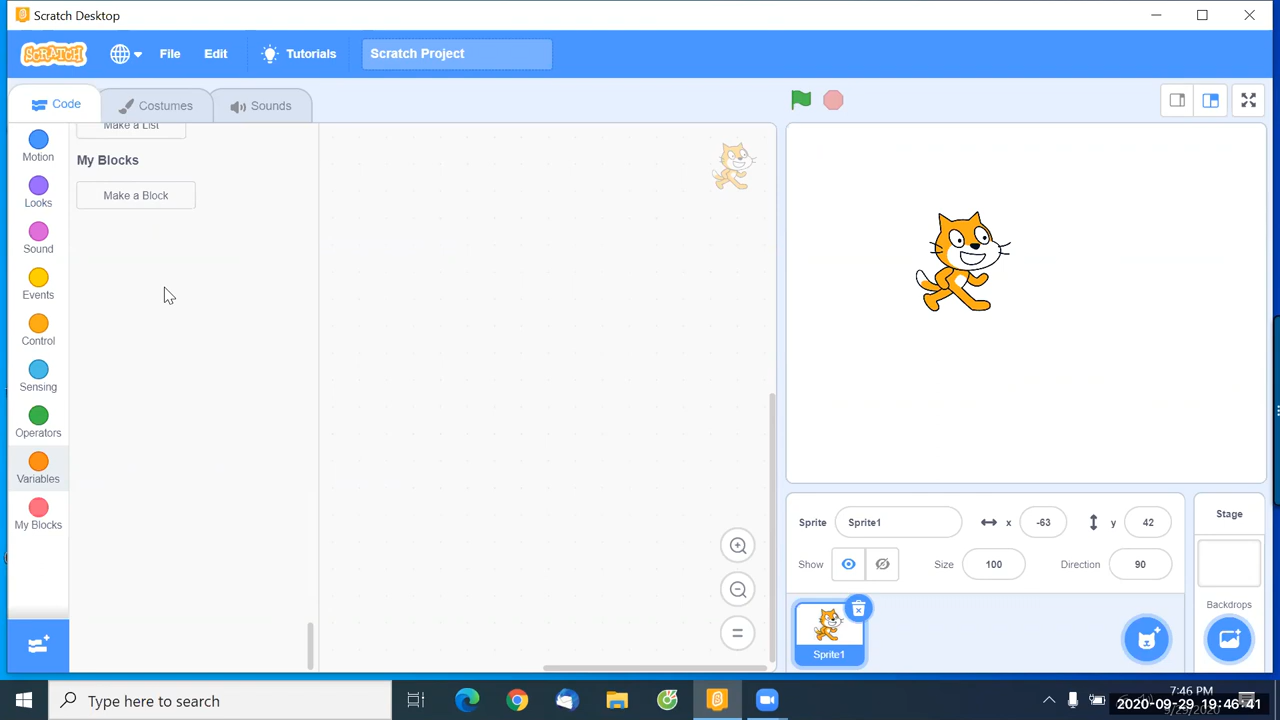 Scratch Desktop
SCRATCH
File
Edit
Tutorials
Scratch Project
Code
Costumes
Sounds
Make a List
My Blocks
Make a Block
Motion
Looks
Sound
Events
Control
Sensing
Operators
Variables
My Blocks
Sprite
Sprite1
x
-63
y
42
Show
Size
100
Direction
90
Sprite1
Stage
Backdrops
Type here to search
7:46 PM
2020-09-29 19:46:41